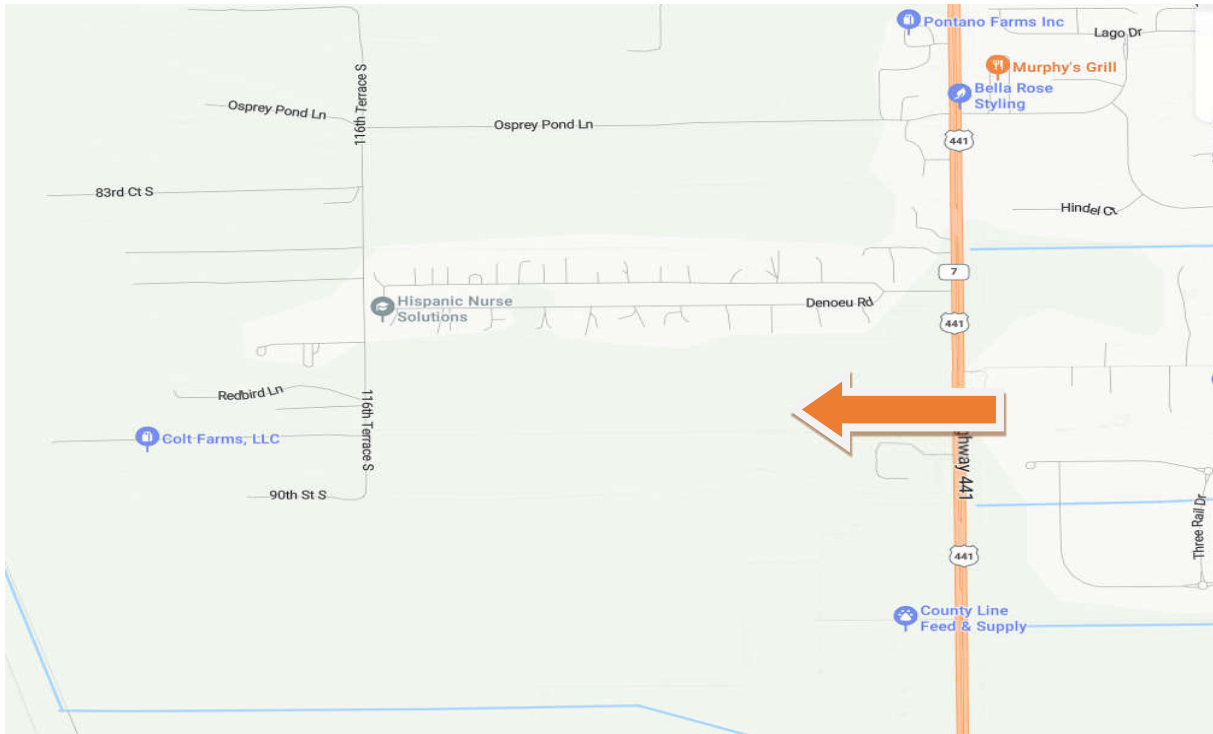 Pontano Farms Inc
Lago Dr
Murphy's Grill
Bella Rose
Styling
116th Terrace S
Osprey Pond Ln
Osprey Pond Ln
441
83rd Ct S
Hindel Ct
7
Hispanic Nurse
Solutions
Denoeu Rd
441
Redbird Ln
116th Terrace S
Colt Farms, LLC
ghway 441
90th St S
Three Rail Dr
441
County Line
Feed & Supply